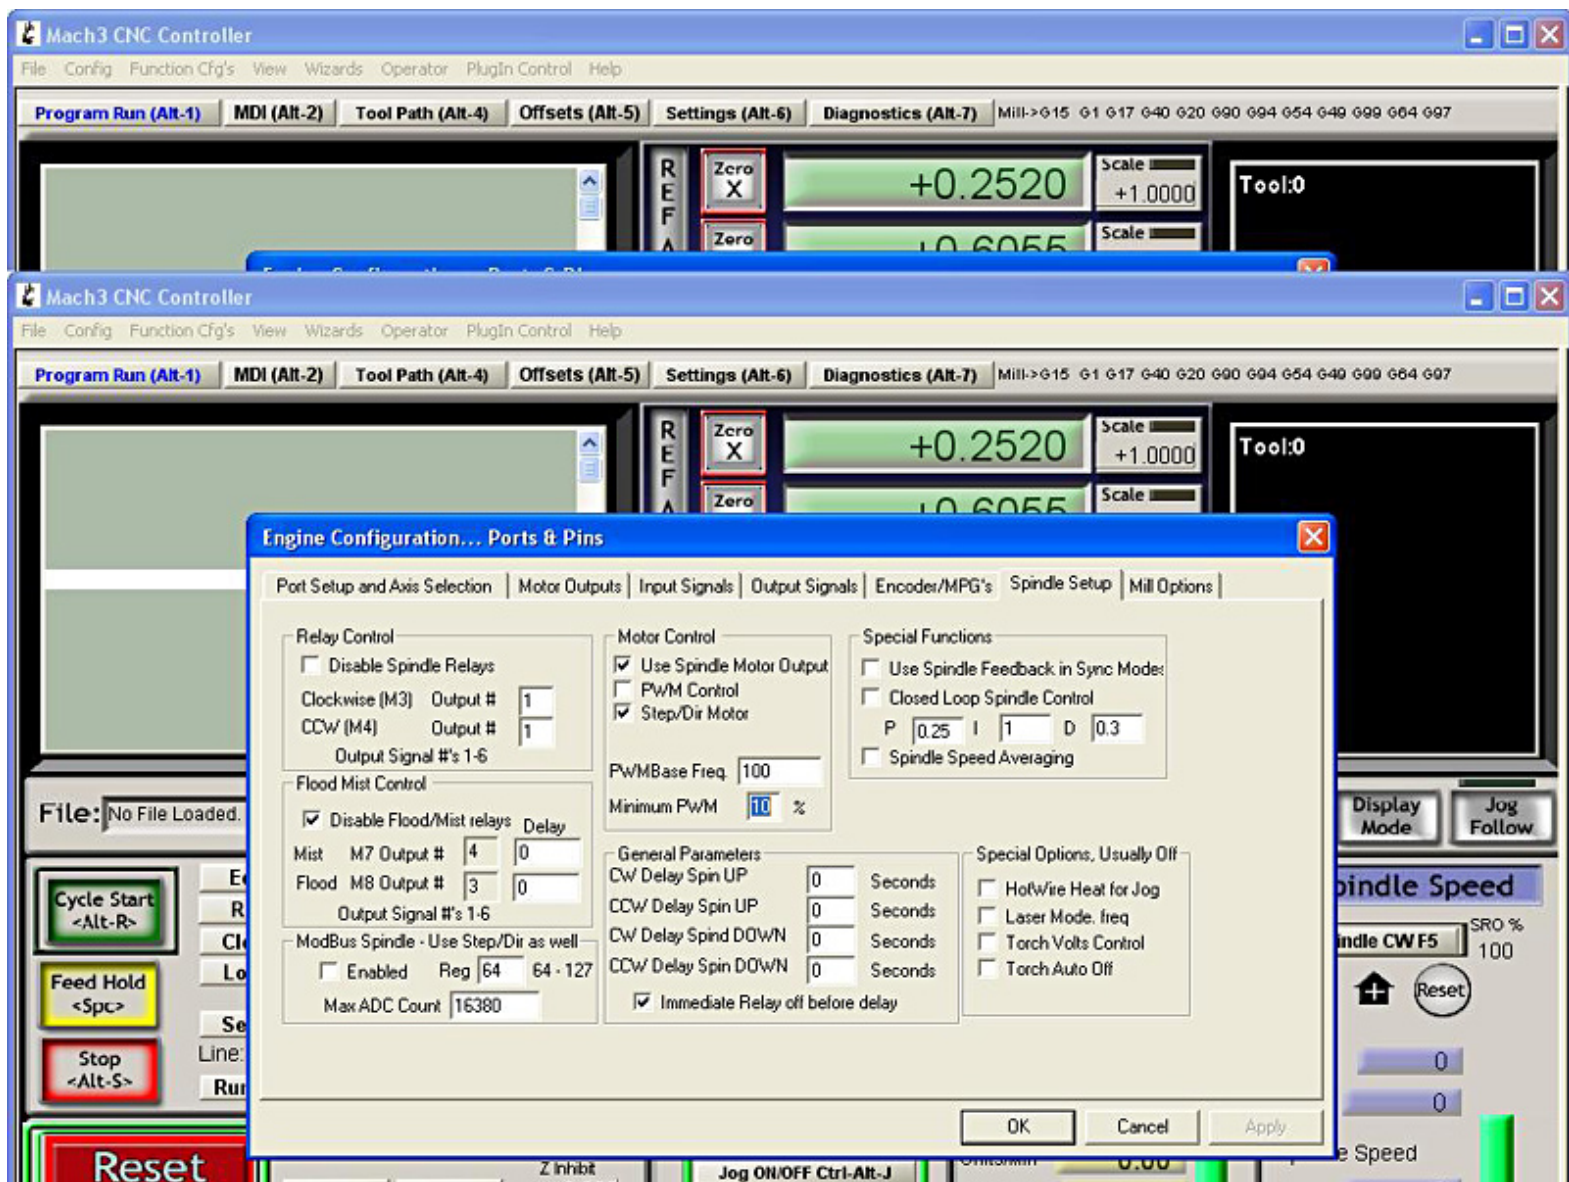 Mach3 CNC Controller
File Config Function Cfg's View Wizards Operator PlugIn Control Help
Program Run (Alt-1) MDI (Alt-2) Tool Path (Alt-4) Offsets (Alt-5) Settings (Alt-6) Diagnostics (Alt-7) Mill->G15 G1 G17 G40 G20 G90 G94 G54 G49 G99 G64 G97
REF A
Zero X +0.2520 Scale +1.0000 Tool:0
Zero +0.6055 Scale
Mach3 CNC Controller
File Config Function Cfg's View Wizards Operator PlugIn Control Help
Program Run (Alt-1) MDI (Alt-2) Tool Path (Alt-4) Offsets (Alt-5) Settings (Alt-6) Diagnostics (Alt-7) Mill->G15 G1 G17 G40 G20 G90 G94 G54 G49 G99 G64 G97
REF A
Zero X +0.2520 Scale +1.0000 Tool:0
Zero +0.6055 Scale
Engine Configuration... Ports & Pins
Port Setup and Axis Selection Motor Outputs Input Signals Output Signals Encoder/MPG's Spindle Setup Mill Options
Relay Control
Disable Spindle Relays
Clockwise (M3) Output # 1
CCW (M4) Output # 1
Output Signal #'s 1-6
Flood Mist Control
Disable Flood/Mist relays Delay
Mist M7 Output # 4 0
Flood M8 Output # 3 0
Output Signal #'s 1-6
ModBus Spindle - Use Step/Dir as well
Enabled Reg 64 64 - 127
Max ADC Count 16380
Motor Control
Use Spindle Motor Output
PWM Control
Step/Dir Motor
PWMBase Freq. 100
Minimum PWM 10 %
General Parameters
CW Delay Spin UP 0 Seconds
CCW Delay Spin UP 0 Seconds
CW Delay Spind DOWN 0 Seconds
CCW Delay Spin DOWN 0 Seconds
Immediate Relay off before delay
Special Functions
Use Spindle Feedback in Sync Modes
Closed Loop Spindle Control
P 0.25 I 1 D 0.3
Spindle Speed Averaging
Special Options, Usually Off
HotWire Heat for Jog
Laser Mode. freq
Torch Volts Control
Torch Auto Off
OK Cancel Apply
File: No File Loaded.
Display Mode Jog Follow
Cycle Start <Alt-R>
Feed Hold <Spc>
Stop <Alt-S>
Line:
Reset
pindle Speed
indle CW F5 SRO % 100
Reset
0
0
e Speed
Z Inhibit
Jog ON/OFF Ctrl-Alt-J
Units/Min 0.00